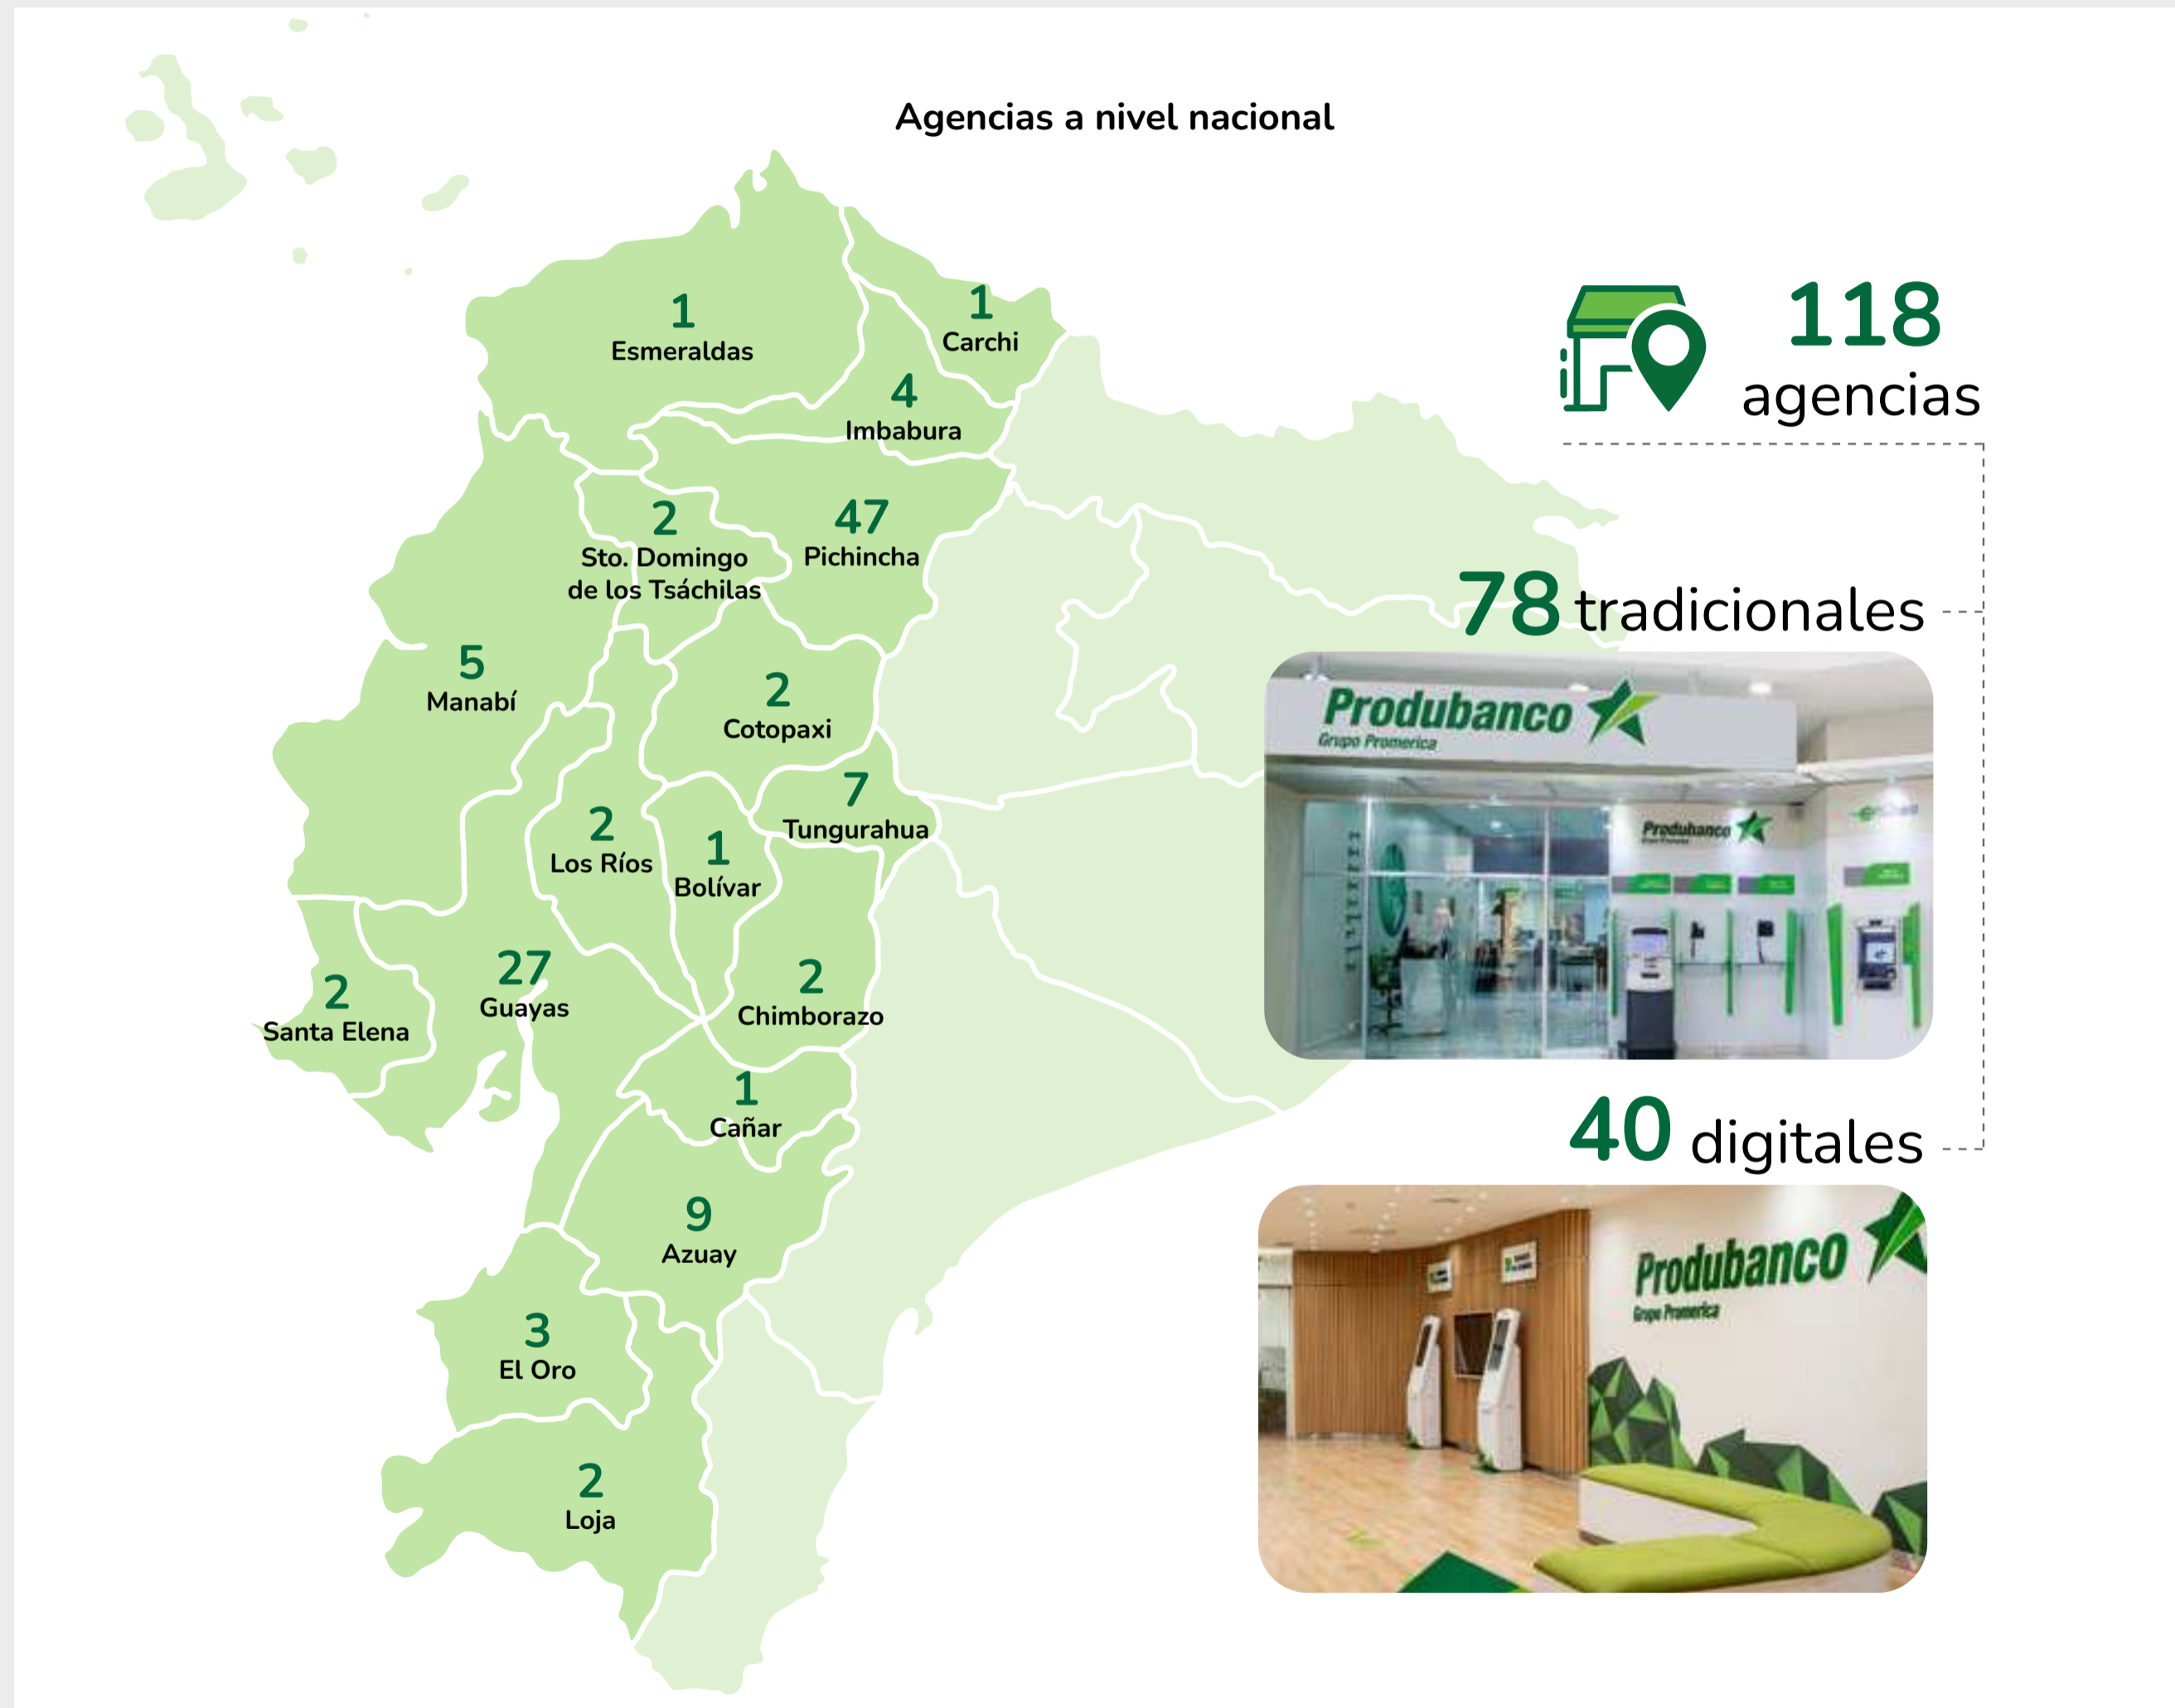 Agencias a nivel nacional
1
Esmeraldas
1
Carchi
4
Imbabura
2
Sto. Domingo
de los Tsáchilas
47
Pichincha
5
Manabí
2
Cotopaxi
7
Tungurahua
2
Los Ríos
1
Bolívar
27
Guayas
2
Santa Elena
2
Chimborazo
1
Cañar
9
Azuay
3
El Oro
2
Loja
118
agencias
78 tradicionales
Produbanco
Grupo Promerica
Produbanco
40 digitales
Produbanco
Grupo Promerica